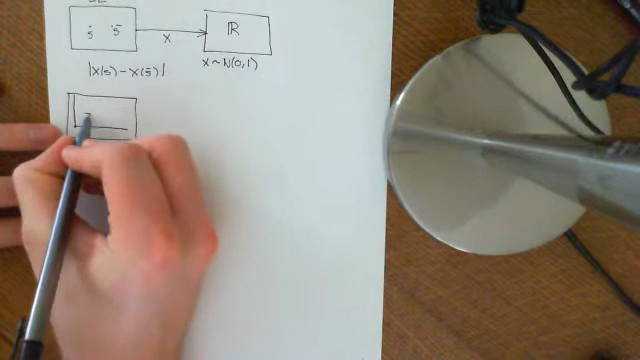 s s̄ ℝ
X
X ~ N(0,1)
|X(s) - X(s̄)|